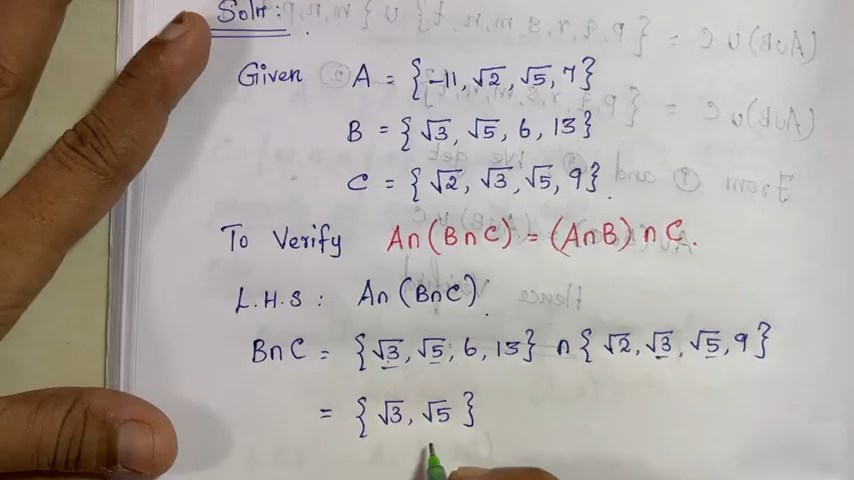 Soln:
Given A = {-11, √2, √5, 7}
B = {√3, √5, 6, 13}
C = {√2, √3, √5, 9}.
To Verify A∩(B∩C) = (A∩B)∩C.
L.H.S : A∩(B∩C).
B∩C = {√3, √5, 6, 13} ∩ {√2, √3, √5, 9}
= {√3, √5}